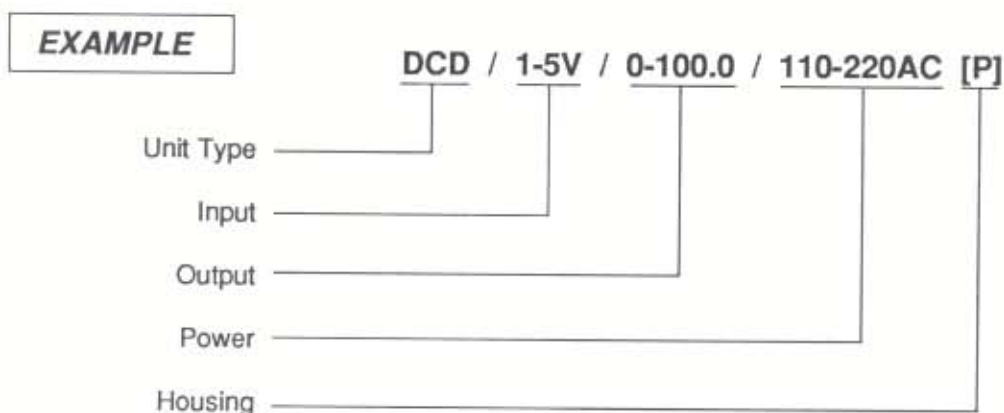 EXAMPLE
DCD / 1-5V / 0-100.0 / 110-220AC [P]
Unit Type
Input
Output
Power
Housing